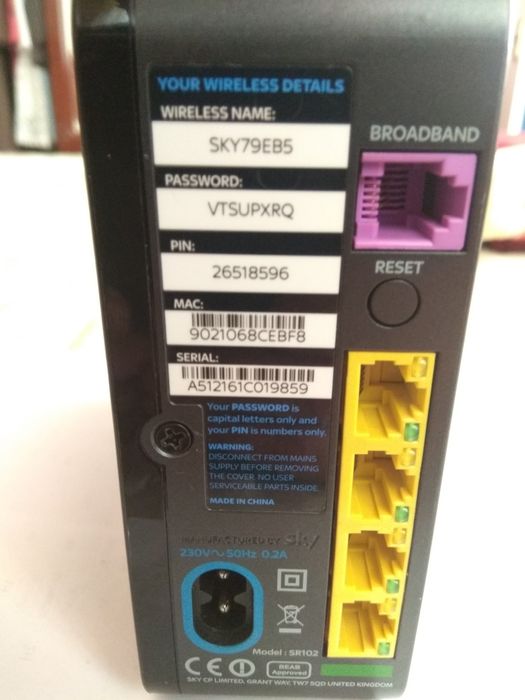 YOUR WIRELESS DETAILS
WIRELESS NAME:
SKY79EB5
PASSWORD:
VTSUPXRQ
PIN:
26518596
MAC:
9021068CEBF8
SERIAL:
A512161C019859
Your PASSWORD is
capital letters only and
your PIN is numbers only.
WARNING:
DISCONNECT FROM MAINS
SUPPLY BEFORE REMOVING
THE COVER. NO USER
SERVICEABLE PARTS INSIDE.
MADE IN CHINA
BROADBAND
RESET
MANUFACTURED BY sky
230V~50Hz 0.2A
Model : SR102
CE
BEAB
Approved
SKY CP LIMITED, GRANT WAY, TW7 5QD UNITED KINGDOM